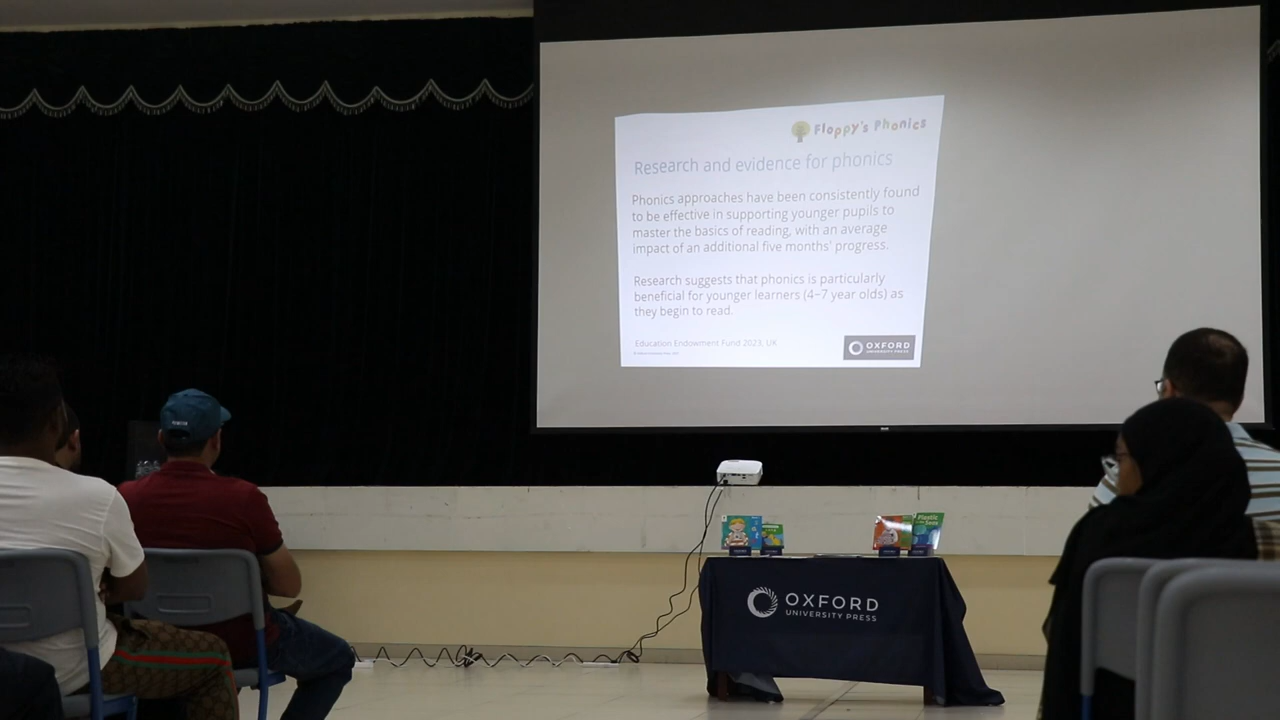 Floppy's Phonics
Research and evidence for phonics
Phonics approaches have been consistently found
to be effective in supporting younger pupils to
master the basics of reading, with an average
impact of an additional five months' progress.
Research suggests that phonics is particularly
beneficial for younger learners (4–7 year olds) as
they begin to read.
Education Endowment Fund 2023, UK
OXFORD
UNIVERSITY PRESS
Plastic
Seas
OXFORD
UNIVERSITY PRESS